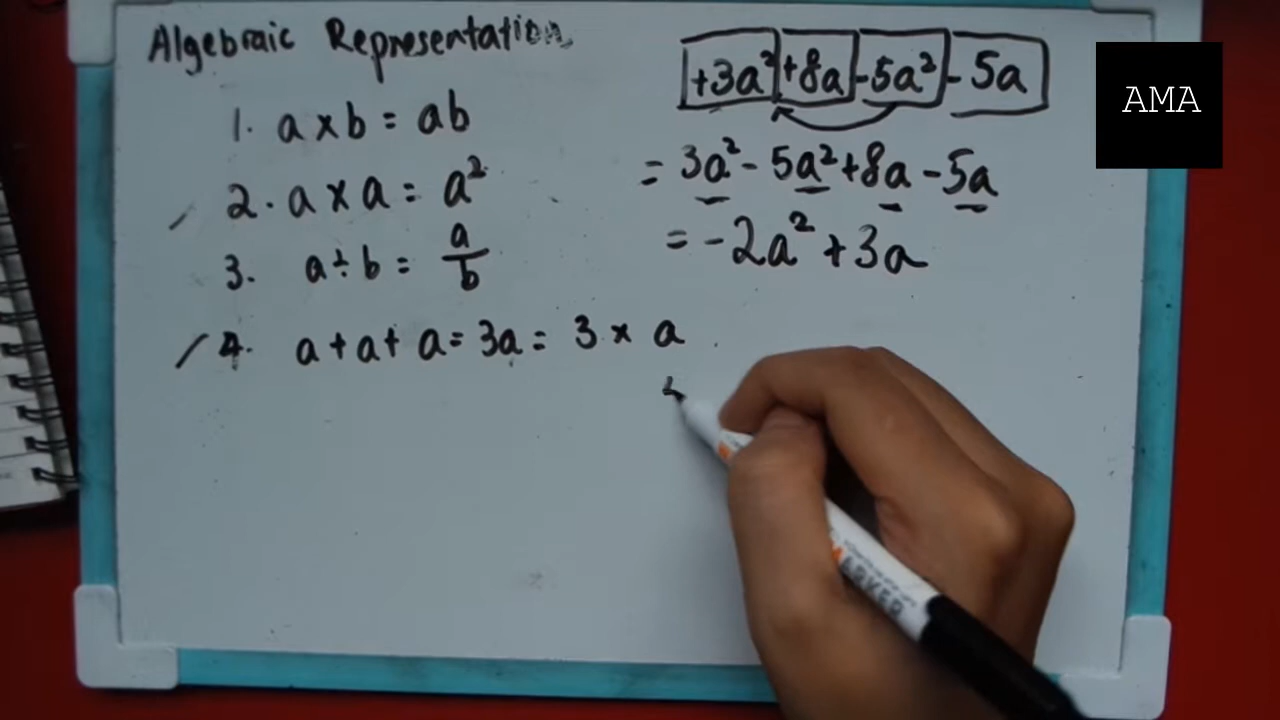 Algebraic Representation
1. a x b = ab
2. a x a = a²
3. a ÷ b = a/b
4. a + a + a = 3a = 3 x a
+3a² +8a -5a² - 5a
= 3a² - 5a² + 8a - 5a
= -2a² + 3a
AMA
MARKER